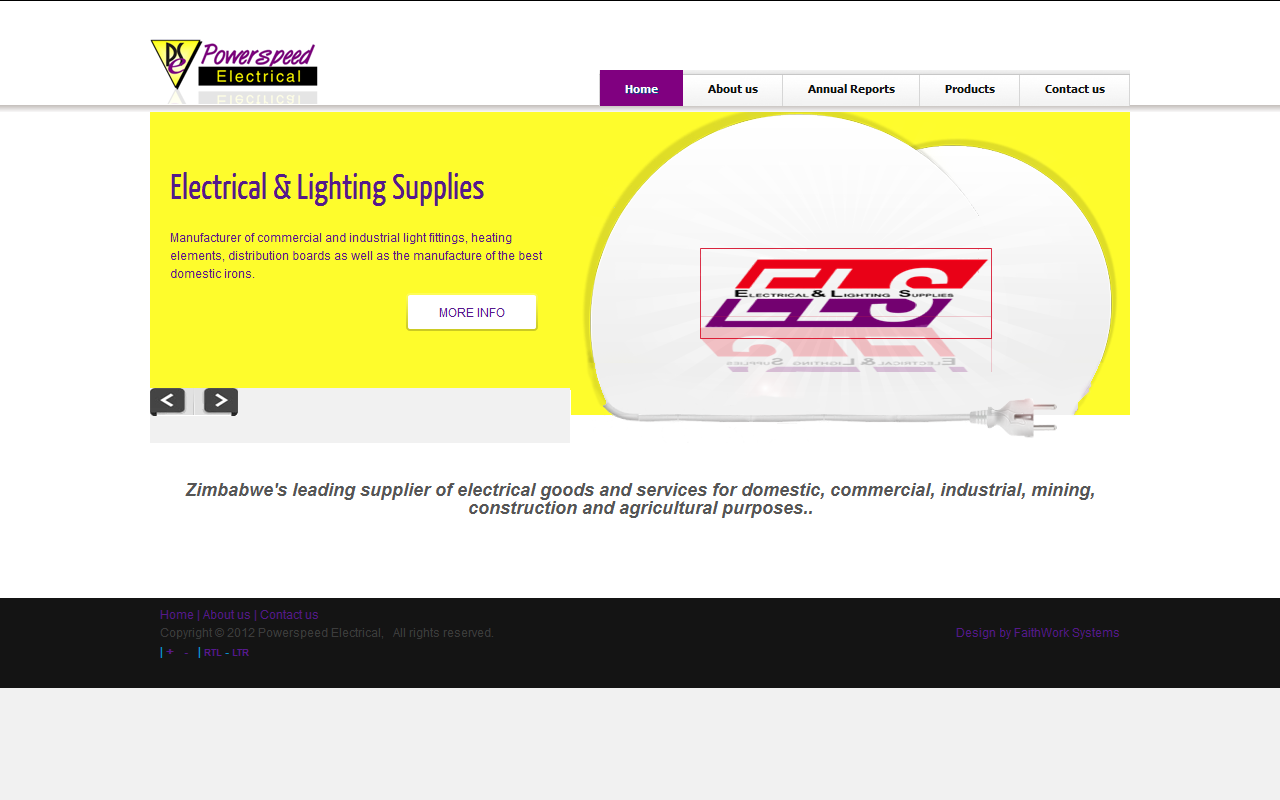 PSe Powerspeed
Electrical
Home About us Annual Reports Products Contact us
Electrical & Lighting Supplies
Manufacturer of commercial and industrial light fittings, heating
elements, distribution boards as well as the manufacture of the best
domestic irons.
MORE INFO
ELS
ELECTRICAL & LIGHTING SUPPLIES
< >
Zimbabwe's leading supplier of electrical goods and services for domestic, commercial, industrial, mining,
construction and agricultural purposes..
Home | About us | Contact us
Copyright © 2012 Powerspeed Electrical, All rights reserved.
Design by FaithWork Systems
| + - | RTL - LTR